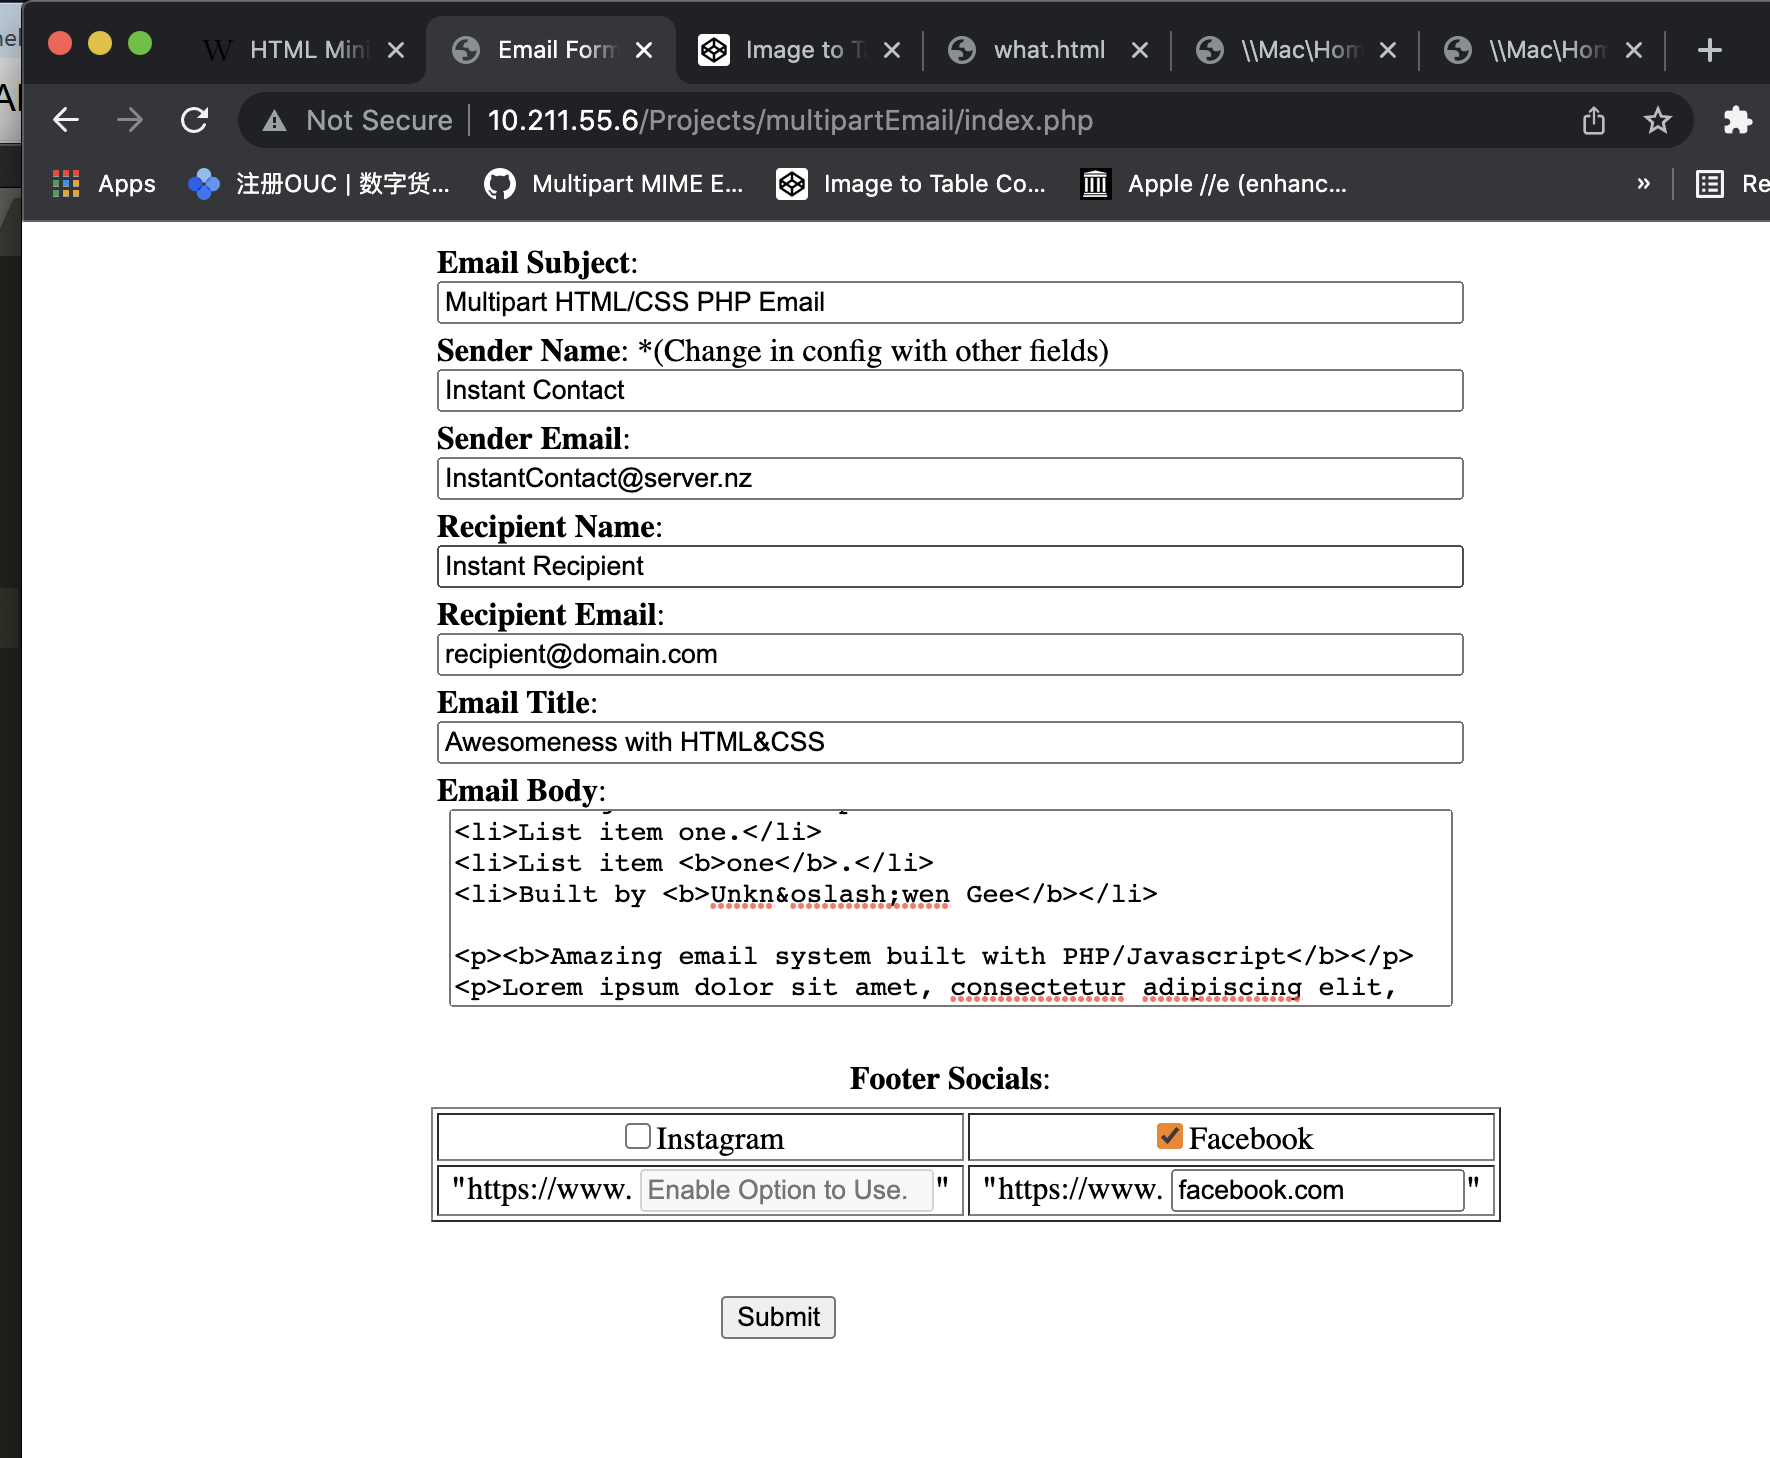 HTML Mini
Email Form
Image to T
what.html
\\Mac\Hom
\\Mac\Hom
Not Secure
10.211.55.6/Projects/multipartEmail/index.php
Apps
注册OUC | 数字货...
Multipart MIME E...
Image to Table Co...
Apple //e (enhanc...
»
Re
Email Subject:
Multipart HTML/CSS PHP Email
Sender Name: *(Change in config with other fields)
Instant Contact
Sender Email:
InstantContact@server.nz
Recipient Name:
Instant Recipient
Recipient Email:
recipient@domain.com
Email Title:
Awesomeness with HTML&CSS
Email Body:
<li>List item one.</li>
<li>List item <b>one</b>.</li>
<li>Built by <b>Unkn&oslash;wen Gee</b></li>
<p><b>Amazing email system built with PHP/Javascript</b></p>
<p>Lorem ipsum dolor sit amet, consectetur adipiscing elit,
Footer Socials:
Instagram
Facebook
"https://www. Enable Option to Use. "
"https://www. facebook.com "
Submit